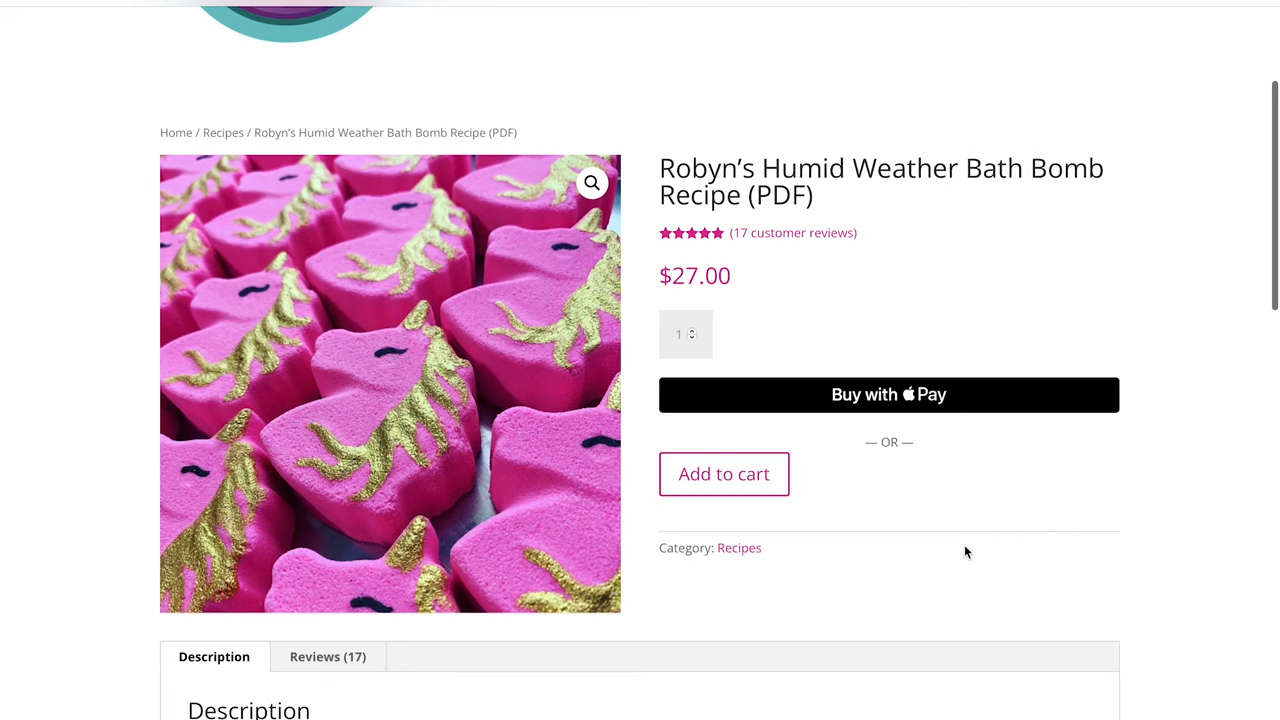 Home / Recipes / Robyn’s Humid Weather Bath Bomb Recipe (PDF)
Robyn’s Humid Weather Bath Bomb
Recipe (PDF)
(17 customer reviews)
$27.00
1
Buy with Pay
— OR —
Add to cart
Category: Recipes
Description
Reviews (17)
Description